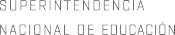 SUPERINTENDENCIA
NACIONAL DE EDUCACIÓN